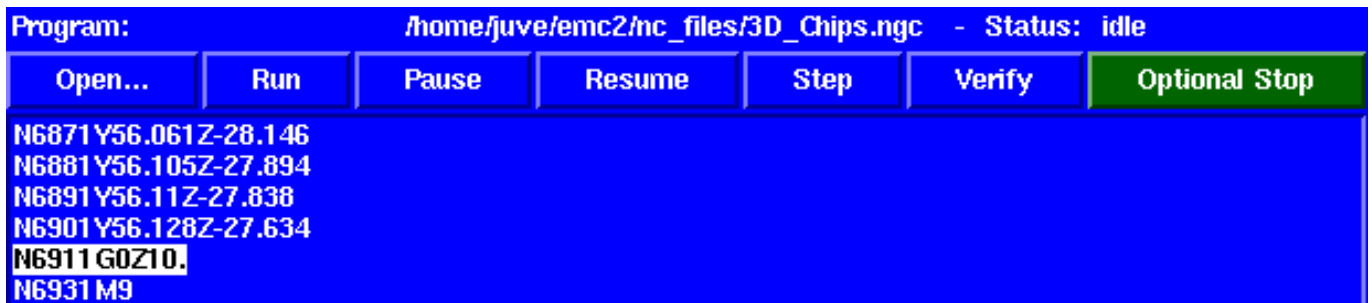 Program: /home/juve/emc2/nc_files/3D_Chips.ngc - Status: idle
Open... Run Pause Resume Step Verify Optional Stop
N6871Y56.061Z-28.146
N6881Y56.105Z-27.894
N6891Y56.11Z-27.838
N6901Y56.128Z-27.634
N6911G0Z10.
N6931M9